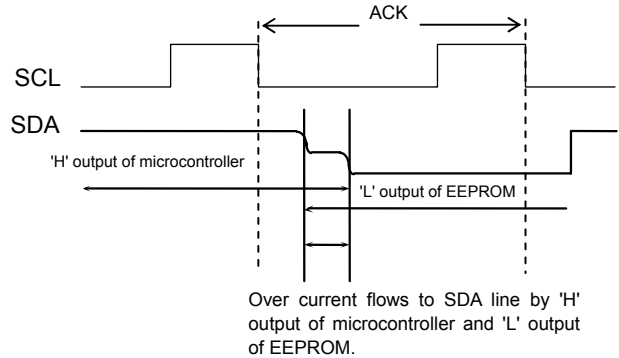 ACK
SCL
SDA
'H' output of microcontroller
'L' output of EEPROM
Over current flows to SDA line by 'H'
output of microcontroller and 'L' output
of EEPROM.